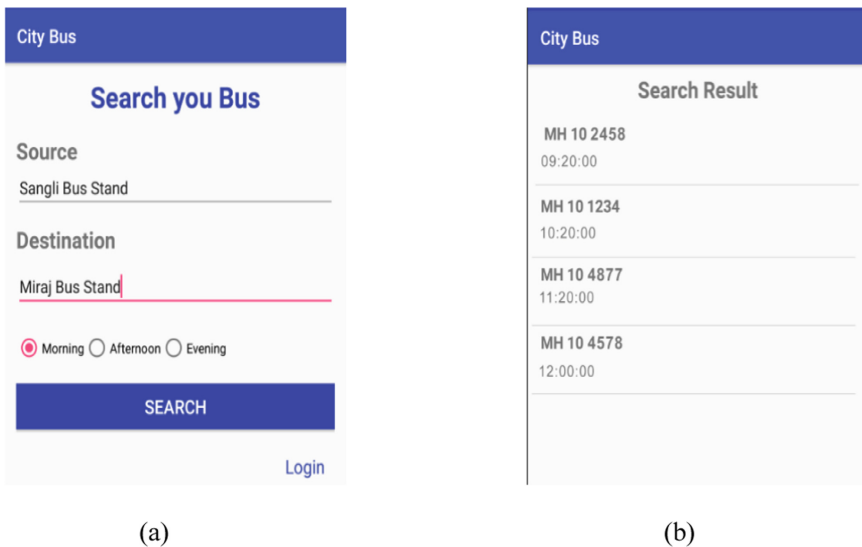 City Bus
Search you Bus
Source
Sangli Bus Stand
Destination
Miraj Bus Stand
Morning Afternoon Evening
SEARCH
Login
(a)
City Bus
Search Result
MH 10 2458
09:20:00
MH 10 1234
10:20:00
MH 10 4877
11:20:00
MH 10 4578
12:00:00
(b)